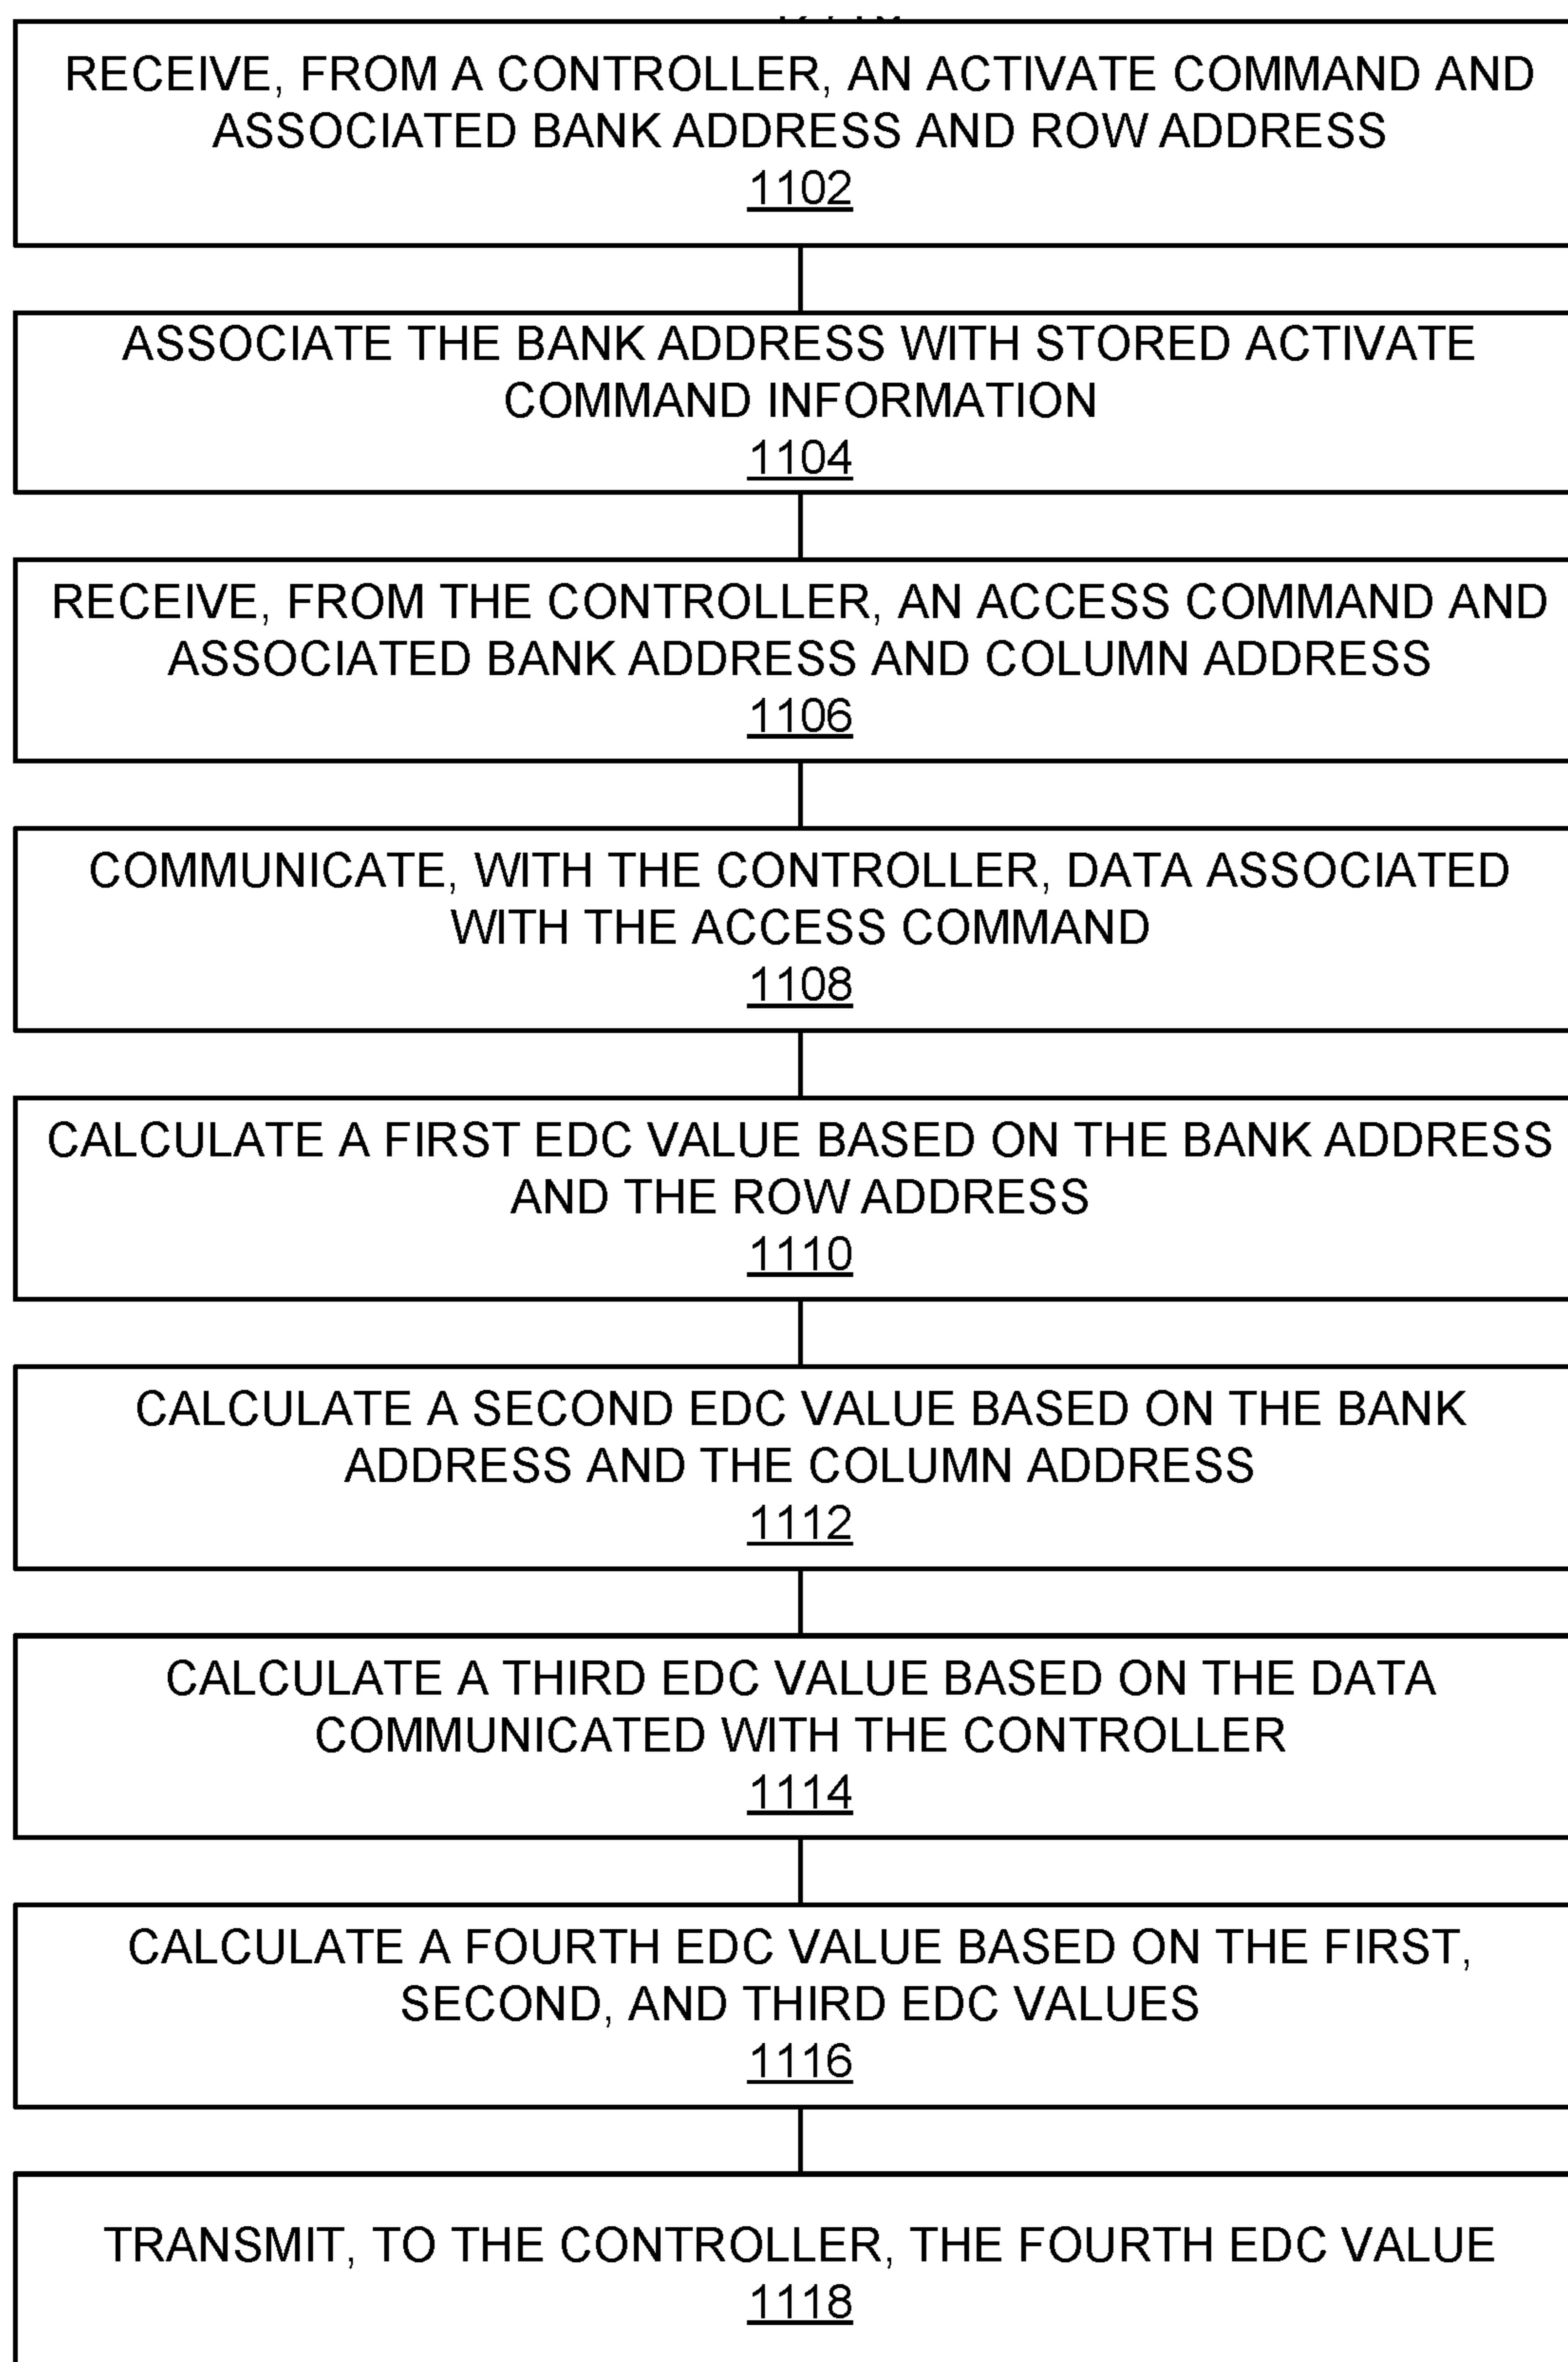 RECEIVE, FROM A CONTROLLER, AN ACTIVATE COMMAND AND
ASSOCIATED BANK ADDRESS AND ROW ADDRESS
1102
ASSOCIATE THE BANK ADDRESS WITH STORED ACTIVATE
COMMAND INFORMATION
1104
RECEIVE, FROM THE CONTROLLER, AN ACCESS COMMAND AND
ASSOCIATED BANK ADDRESS AND COLUMN ADDRESS
1106
COMMUNICATE, WITH THE CONTROLLER, DATA ASSOCIATED
WITH THE ACCESS COMMAND
1108
CALCULATE A FIRST EDC VALUE BASED ON THE BANK ADDRESS
AND THE ROW ADDRESS
1110
CALCULATE A SECOND EDC VALUE BASED ON THE BANK
ADDRESS AND THE COLUMN ADDRESS
1112
CALCULATE A THIRD EDC VALUE BASED ON THE DATA
COMMUNICATED WITH THE CONTROLLER
1114
CALCULATE A FOURTH EDC VALUE BASED ON THE FIRST,
SECOND, AND THIRD EDC VALUES
1116
TRANSMIT, TO THE CONTROLLER, THE FOURTH EDC VALUE
1118